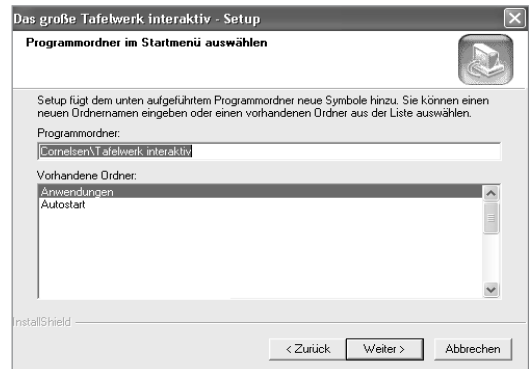 Das große Tafelwerk interaktiv - Setup
Programmordner im Startmenü auswählen
Setup fügt dem unten aufgeführtem Programmordner neue Symbole hinzu. Sie können einen
neuen Ordnernamen eingeben oder einen vorhandenen Ordner aus der Liste auswählen.
Programmordner:
Cornelsen\Tafelwerk interaktiv
Vorhandene Ordner:
Anwendungen
Autostart
InstallShield
< Zurück Weiter > Abbrechen